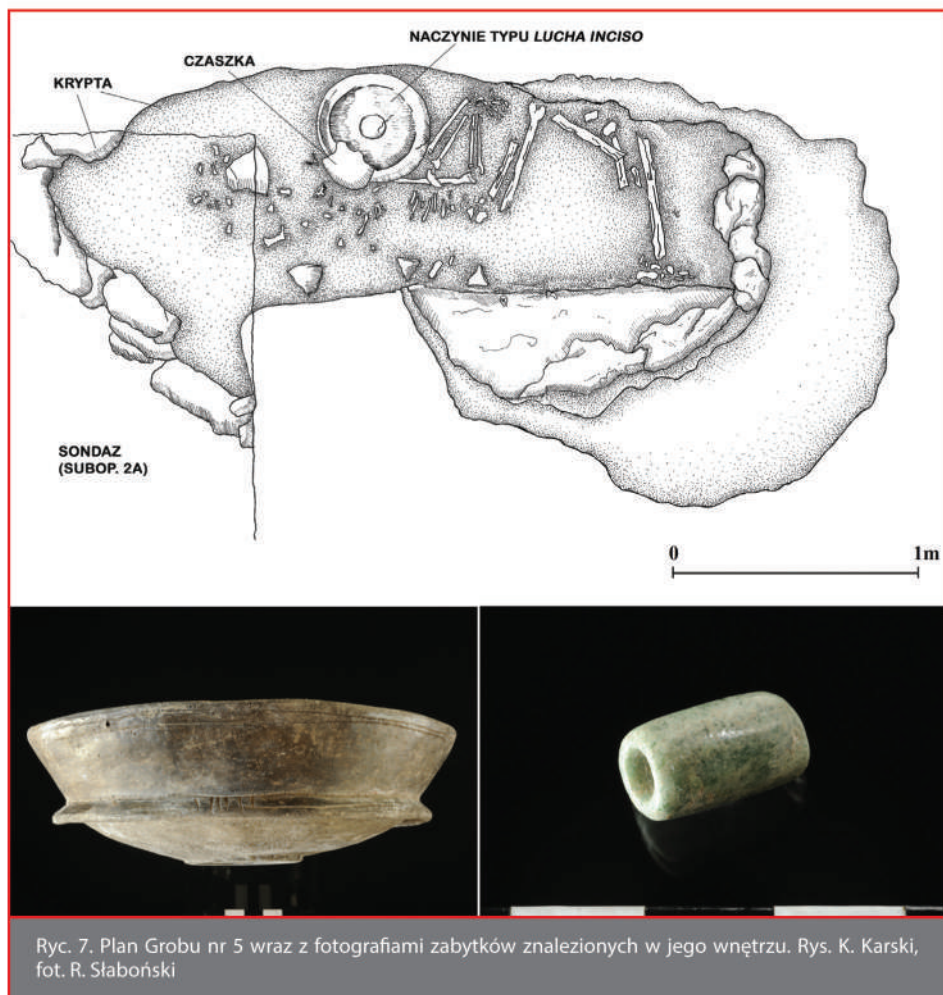 NACZYNIE TYPU LUCHA INCISO
CZASZKA
KRYPTA
SONDAZ
(SUBOP. 2A)
0 1m
Ryc. 7. Plan Grobu nr 5 wraz z fotografiami zabytków znalezionych w jego wnętrzu. Rys. K. Karski,
fot. R. Słaboński